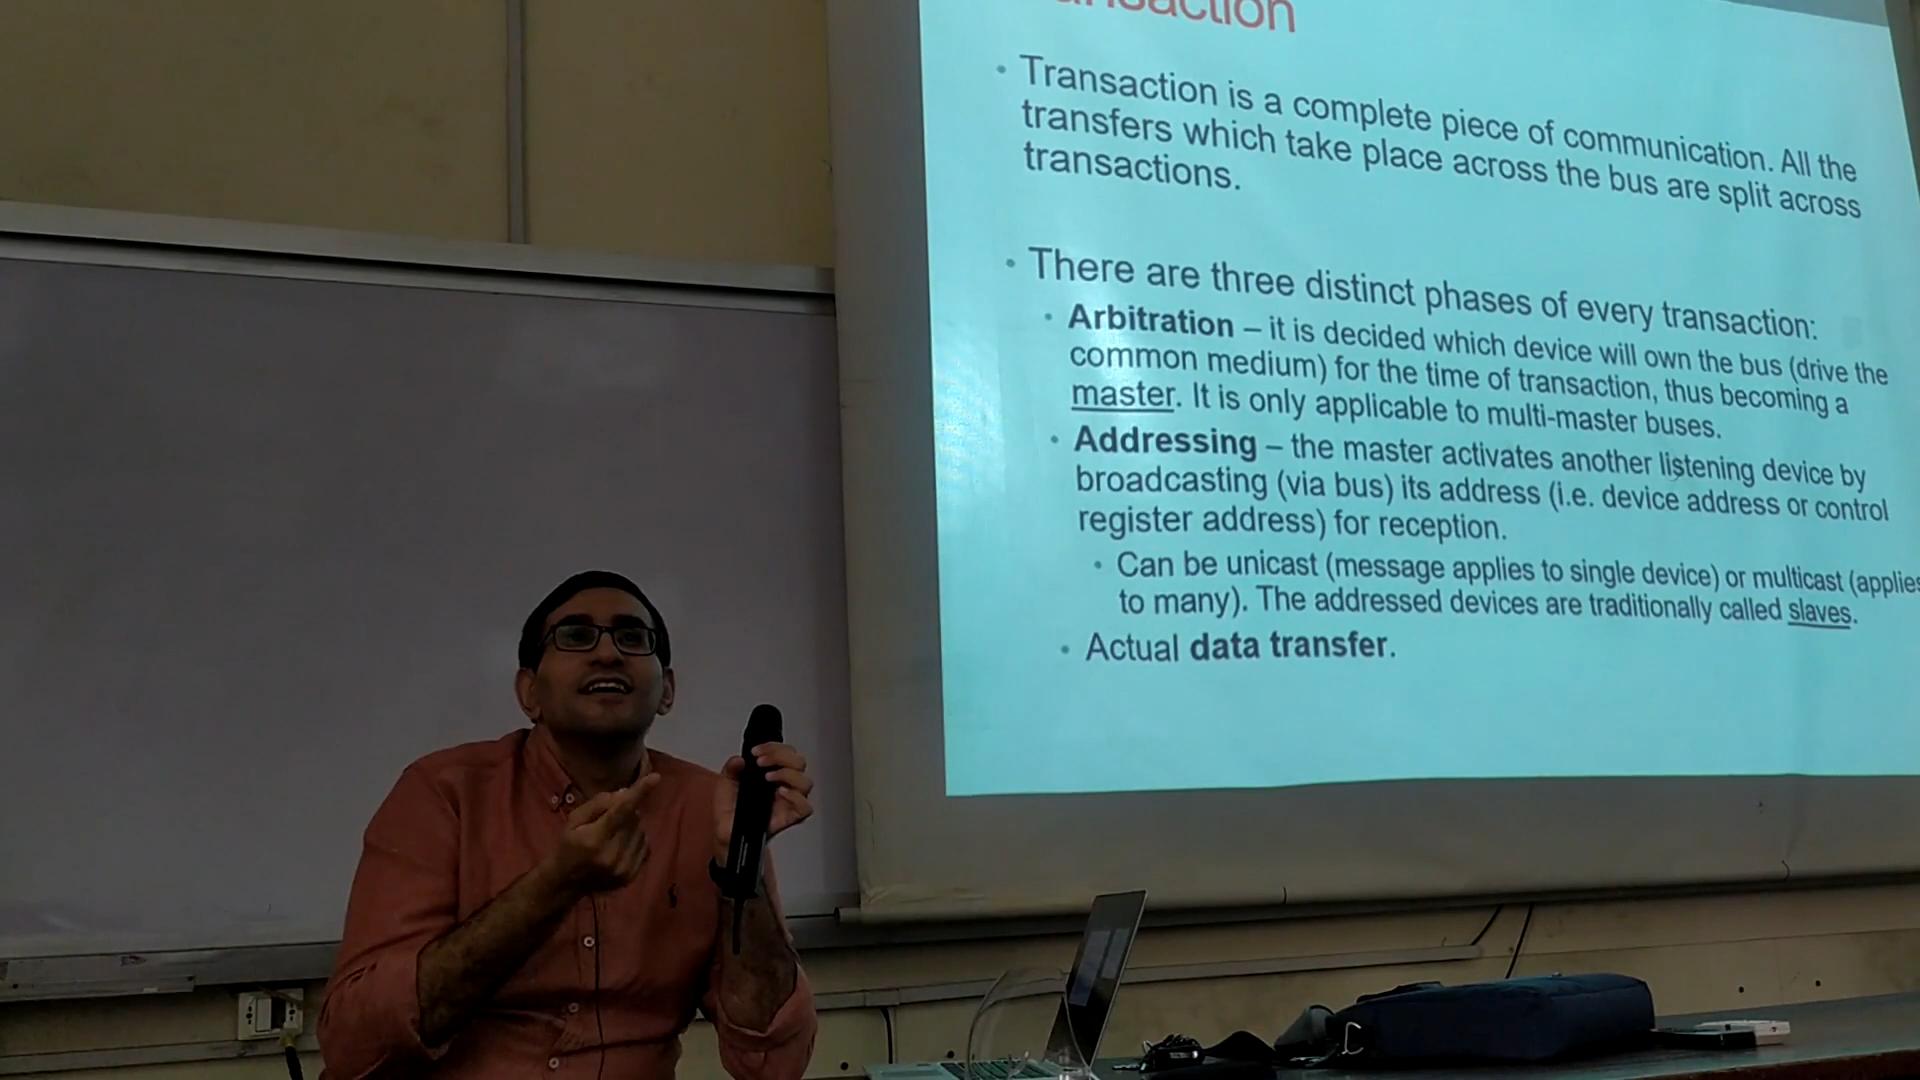 • Transaction is a complete piece of communication. All the
transfers which take place across the bus are split across
transactions.
• There are three distinct phases of every transaction:
• Arbitration – it is decided which device will own the bus (drive the
common medium) for the time of transaction, thus becoming a
master. It is only applicable to multi-master buses.
• Addressing – the master activates another listening device by
broadcasting (via bus) its address (i.e. device address or control
register address) for reception.
• Can be unicast (message applies to single device) or multicast (applies
to many). The addressed devices are traditionally called slaves.
• Actual data transfer.